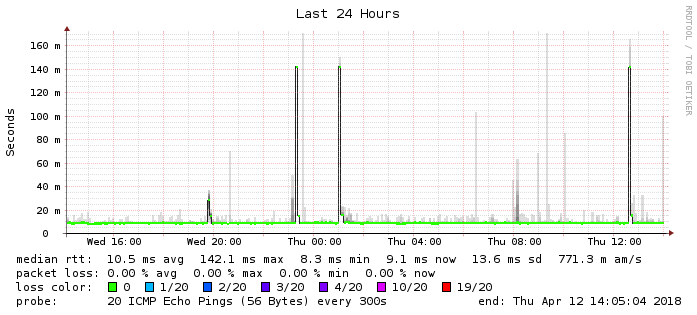 Last 24 Hours
RRDTOOL / TOBI OETIKER
Seconds
160 m
140 m
120 m
100 m
80 m
60 m
40 m
20 m
0
Wed 16:00 Wed 20:00 Thu 00:00 Thu 04:00 Thu 08:00 Thu 12:00
median rtt: 10.5 ms avg 142.1 ms max 8.3 ms min 9.1 ms now 13.6 ms sd 771.3 m am/s
packet loss: 0.00 % avg 0.00 % max 0.00 % min 0.00 % now
loss color: 0 1/20 2/20 3/20 4/20 10/20 19/20
probe: 20 ICMP Echo Pings (56 Bytes) every 300s end: Thu Apr 12 14:05:04 2018